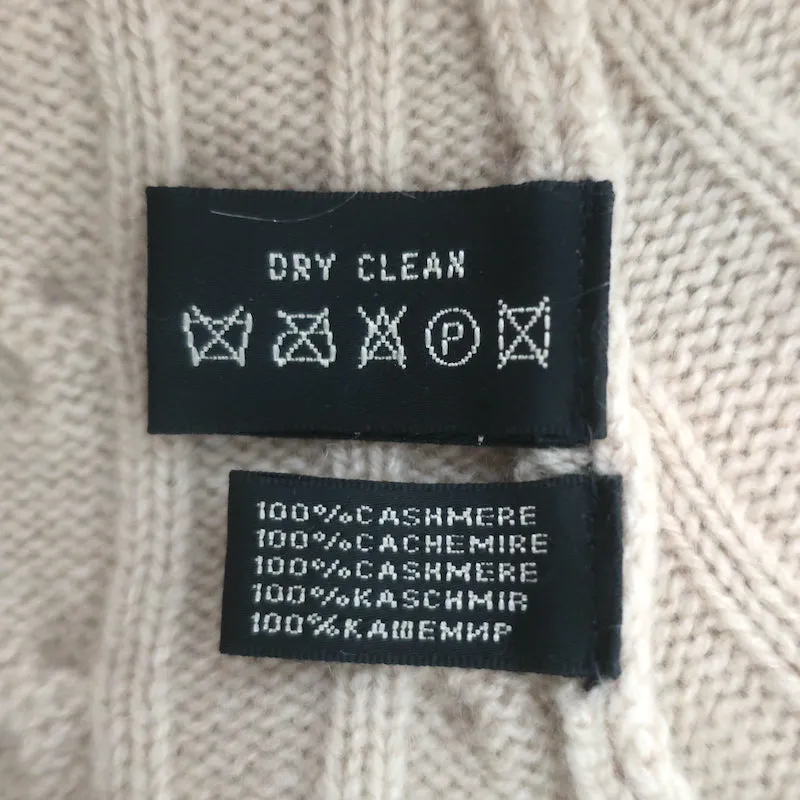 DRY CLEAN
P
100%CASHMERE
100%CACHEMIRE
100%CASHMERE
100%KASCHMIR
100%КАШЕМИР